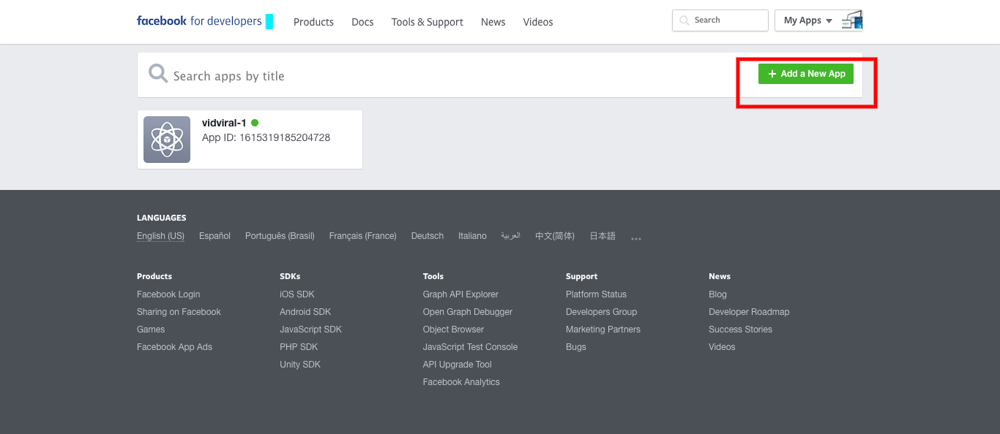 facebook for developers Products Docs Tools & Support News Videos Search My Apps
Search apps by title + Add a New App
vidviral-1
App ID: 1615319185204728
LANGUAGES
English (US) Español Português (Brasil) Français (France) Deutsch Italiano العربية 中文(简体) 日本語 ...
Products SDKs Tools Support News
Facebook Login iOS SDK Graph API Explorer Platform Status Blog
Sharing on Facebook Android SDK Open Graph Debugger Developers Group Developer Roadmap
Games JavaScript SDK Object Browser Marketing Partners Success Stories
Facebook App Ads PHP SDK JavaScript Test Console Bugs Videos
Unity SDK API Upgrade Tool
Facebook Analytics